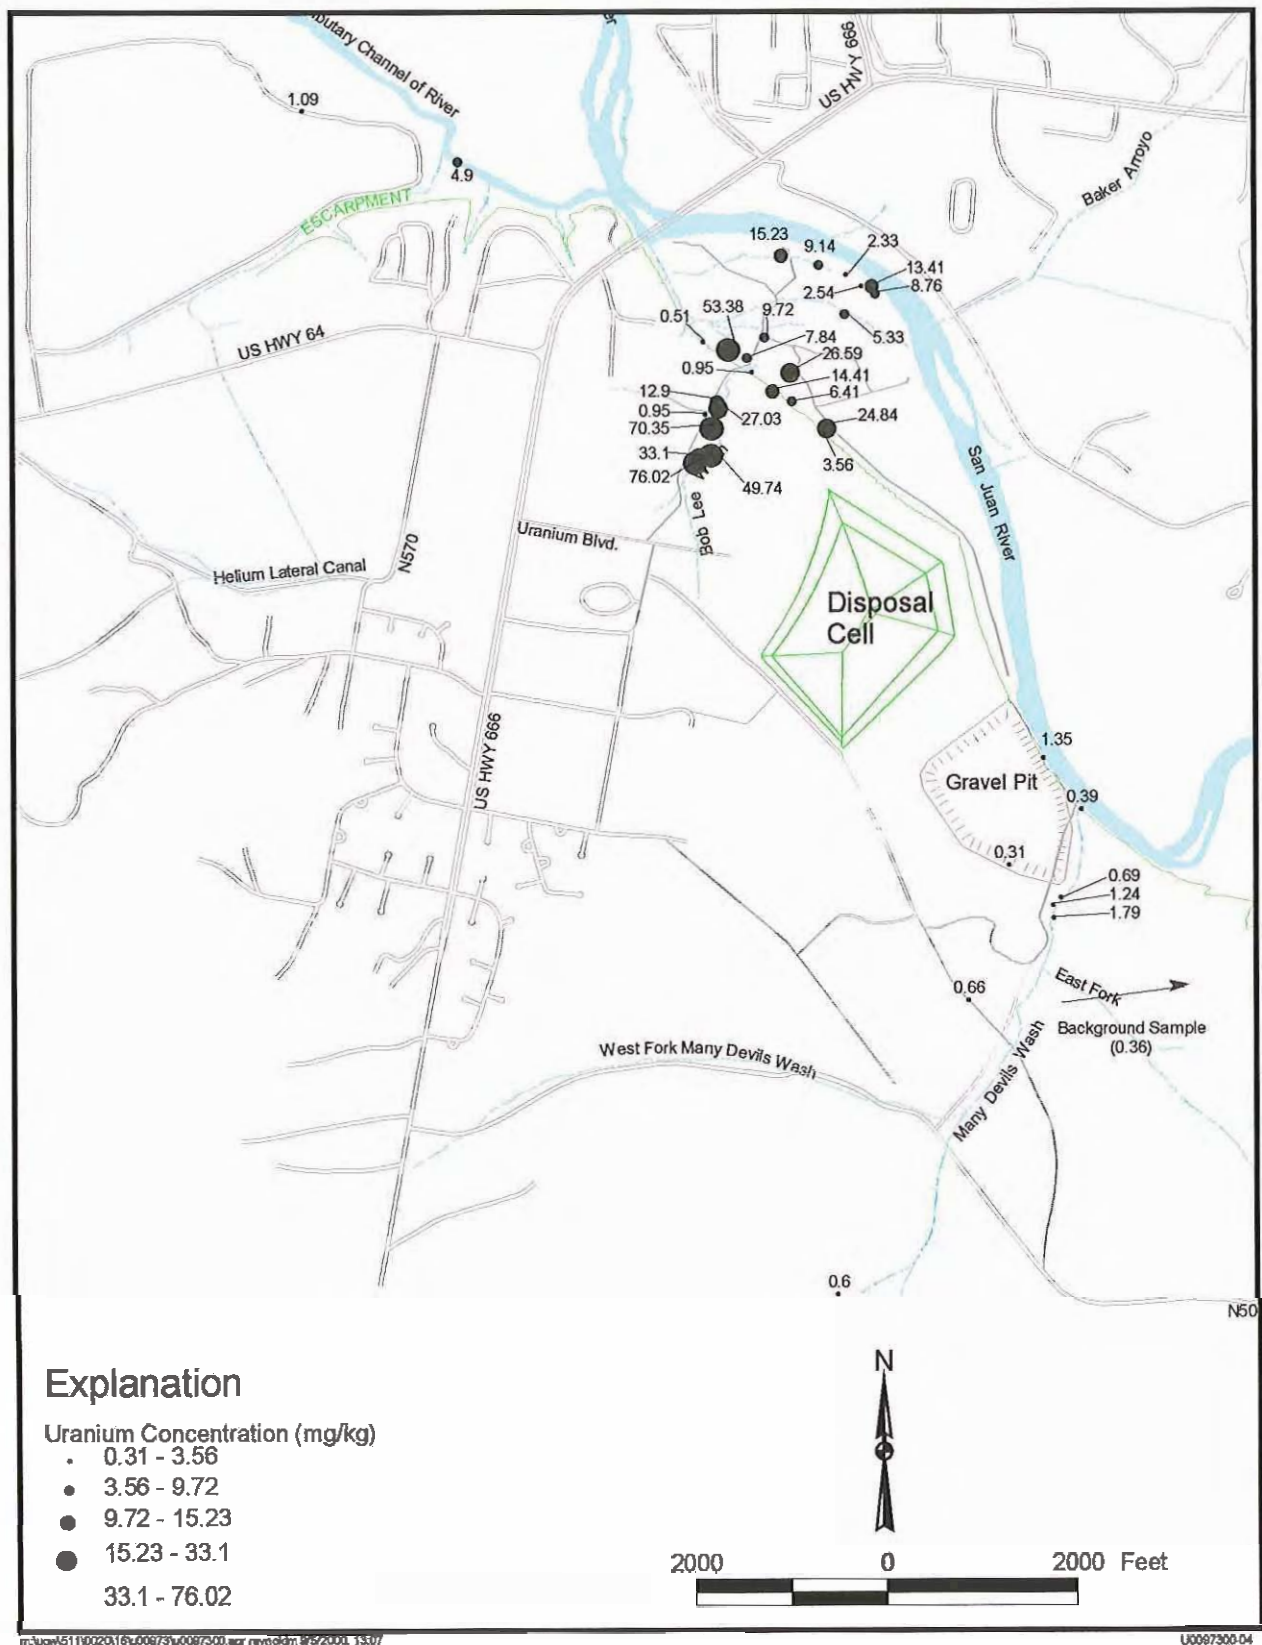 butary Channel of River
er
US HWY 666
1.09
4.9
Baker Arroyo
ESCARPMENT
15.23
9.14
2.33
13.41
2.54
8.76
53.38
9.72
0.51
5.33
7.84
US HWY 64
26.59
0.95
14.41
12.9
6.41
0.95
27.03
24.84
70.35
33.1
3.56
76.02
49.74
San Juan River
Bob Lee W
Uranium Blvd.
N570
Helium Lateral Canal
Disposal
Cell
US HWY 666
1.35
Gravel Pit
0.39
0.31
0.69
1.24
1.79
East Fork
0.66
Background Sample
(0.36)
West Fork Many Devils Wash
Many Devils Wash
0.6
N50
Explanation
N
Uranium Concentration (mg/kg)
0.31 - 3.56
3.56 - 9.72
9.72 - 15.23
15.23 - 33.1
33.1 - 76.02
2000 0 2000 Feet
U0097300-04